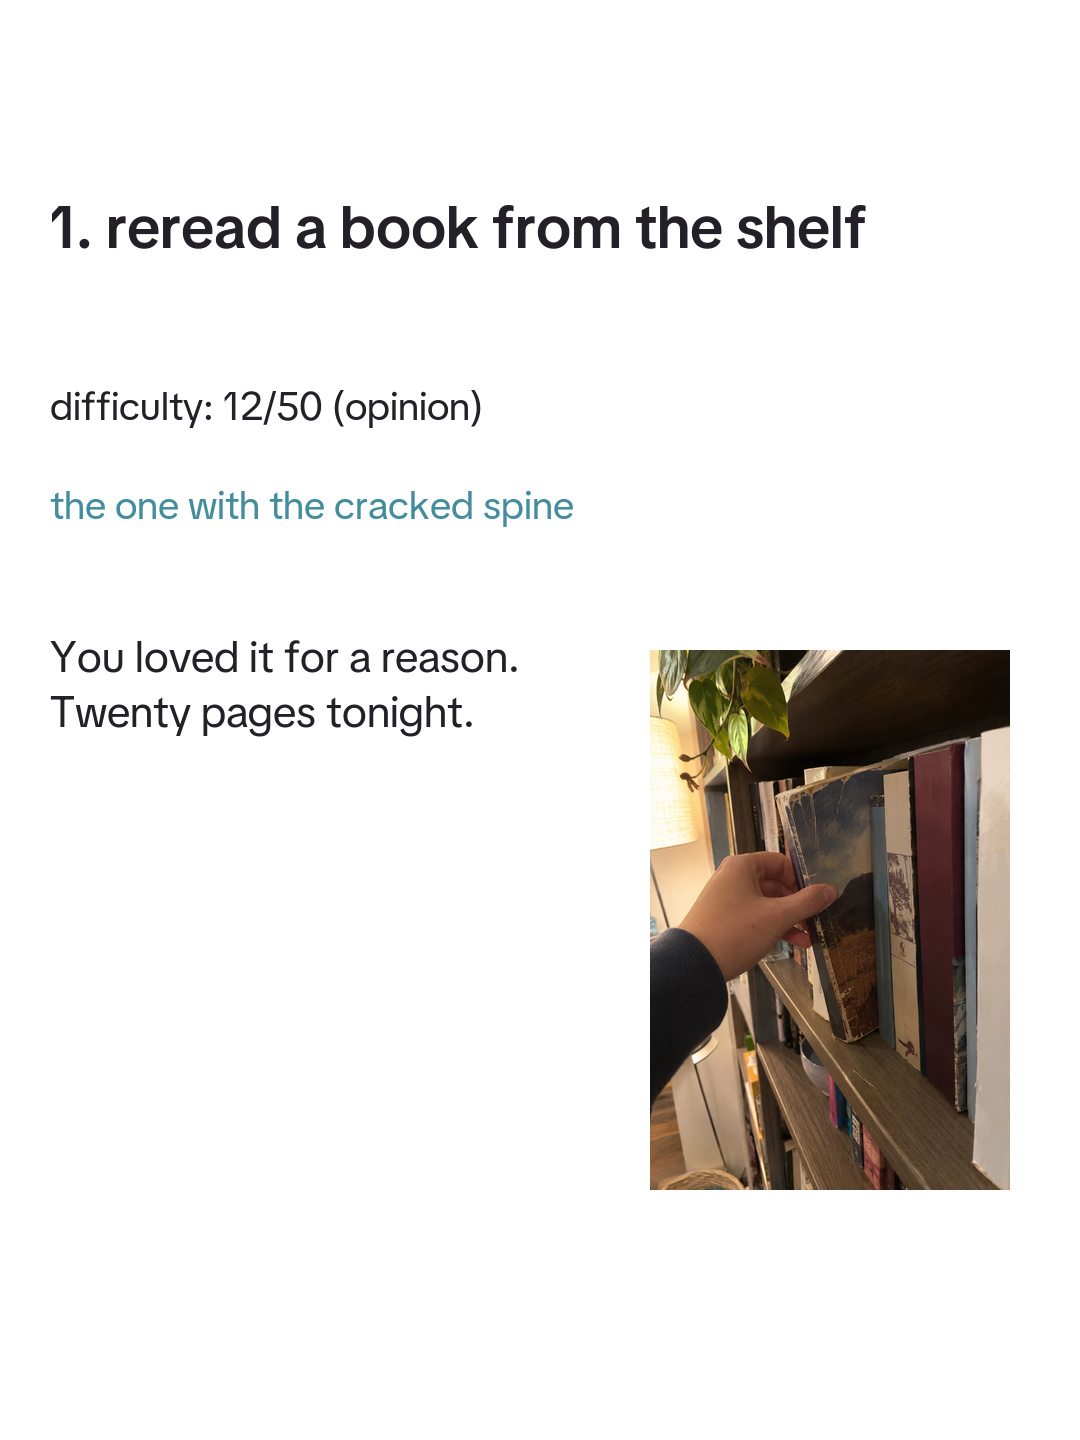 1. reread a book from the shelf
difficulty: 12/50 (opinion)
the one with the cracked spine
You loved it for a reason.
Twenty pages tonight.